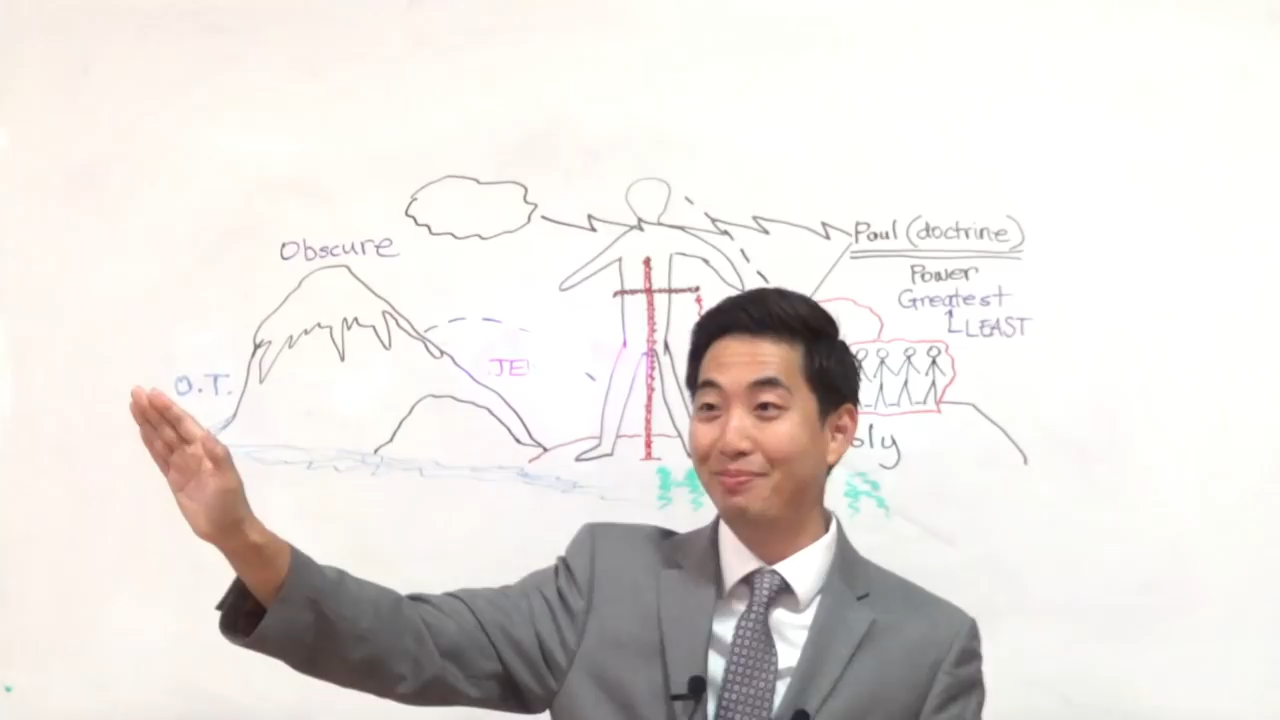 Obscure
O.T.
Paul (doctrine)
Power
Greatest
LEAST